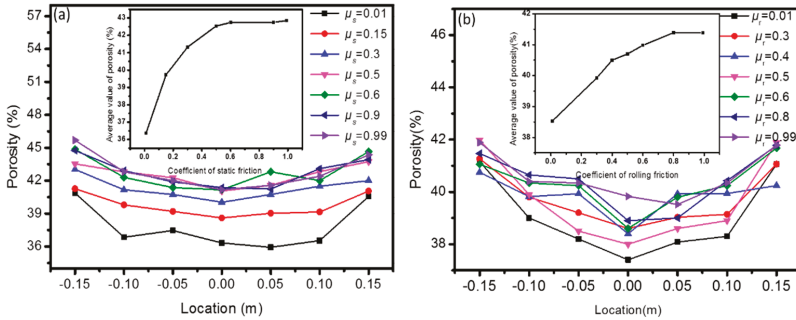 (a)
57
54
51
48
45
42
39
36
Porosity (%)
-0.15
-0.10
-0.05
0.00
0.05
0.10
0.15
Location (m)
43
42
41
40
39
38
37
36
Average value of porosity (%)
0.0
0.2
0.4
0.6
0.8
1.0
Coefficient of static friction
μs=0.01
μs=0.15
μs=0.3
μs=0.5
μs=0.6
μs=0.9
μs=0.99
(b)
46
44
42
40
38
Porosity(%)
-0.15
-0.10
-0.05
0.00
0.05
0.10
0.15
Location(m)
42
41
40
39
38
Average value of porosity(%)
0.0
0.2
0.4
0.6
0.8
1.0
Coefficient of rolling friction
μr=0.01
μr=0.3
μr=0.4
μr=0.5
μr=0.6
μr=0.8
μr=0.99